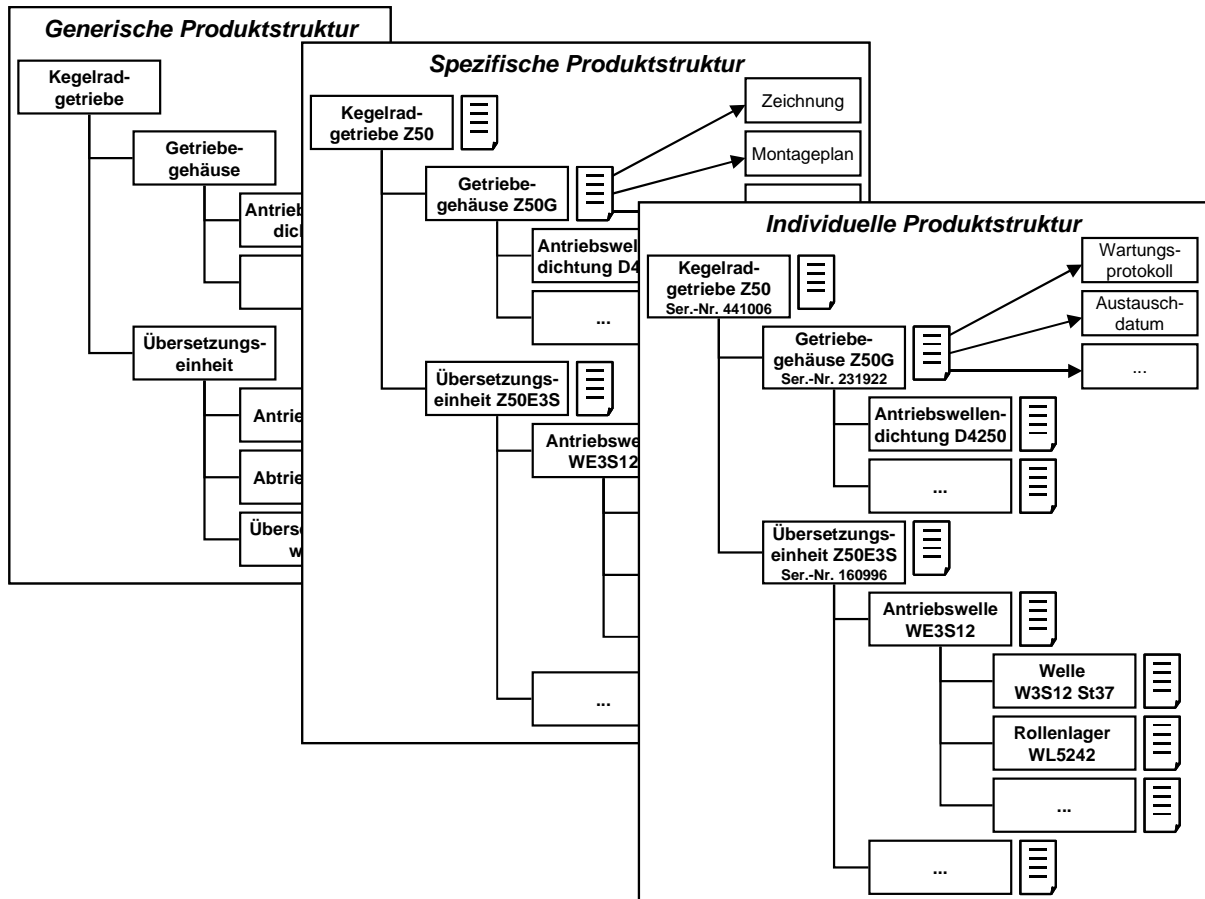 Generische Produktstruktur
Kegelrad-
getriebe
Getriebe-
gehäuse
Übersetzungs-
einheit
Spezifische Produktstruktur
Kegelrad-
getriebe Z50
Zeichnung
Montageplan
Getriebe-
gehäuse Z50G
...
Übersetzungs-
einheit Z50E3S
WE3S12
...
Individuelle Produktstruktur
Kegelrad-
getriebe Z50
Ser.-Nr. 441006
Wartungs-
protokoll
Austausch-
datum
...
Getriebe-
gehäuse Z50G
Ser.-Nr. 231922
Antriebswellen-
dichtung D4250
...
Übersetzungs-
einheit Z50E3S
Ser.-Nr. 160996
Antriebswelle
WE3S12
Welle
W3S12 St37
Rollenlager
WL5242
...
...